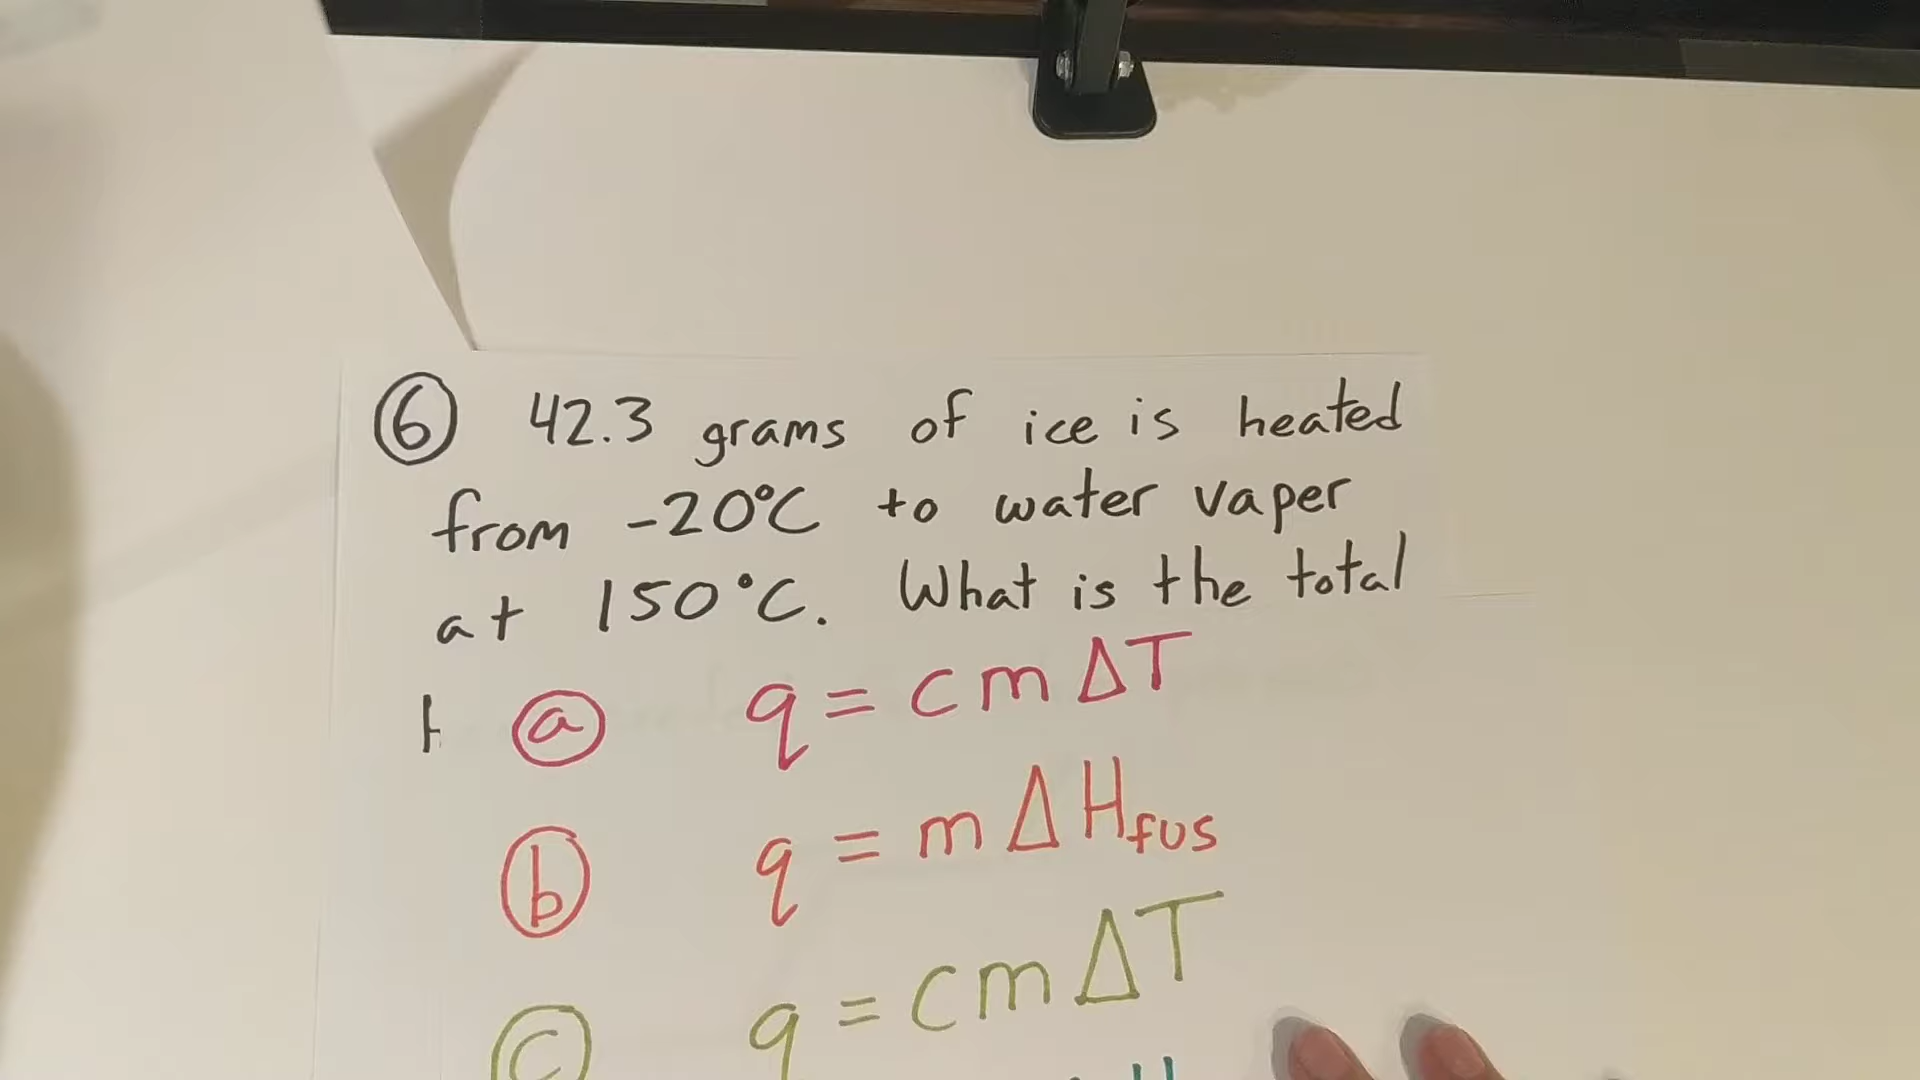 ⑥ 42.3 grams of ice is heated
from -20°C to water vaper
at 150°C. What is the total
ⓐ q = cmΔT
ⓑ q = mΔHfus
ⓒ q = cmΔT